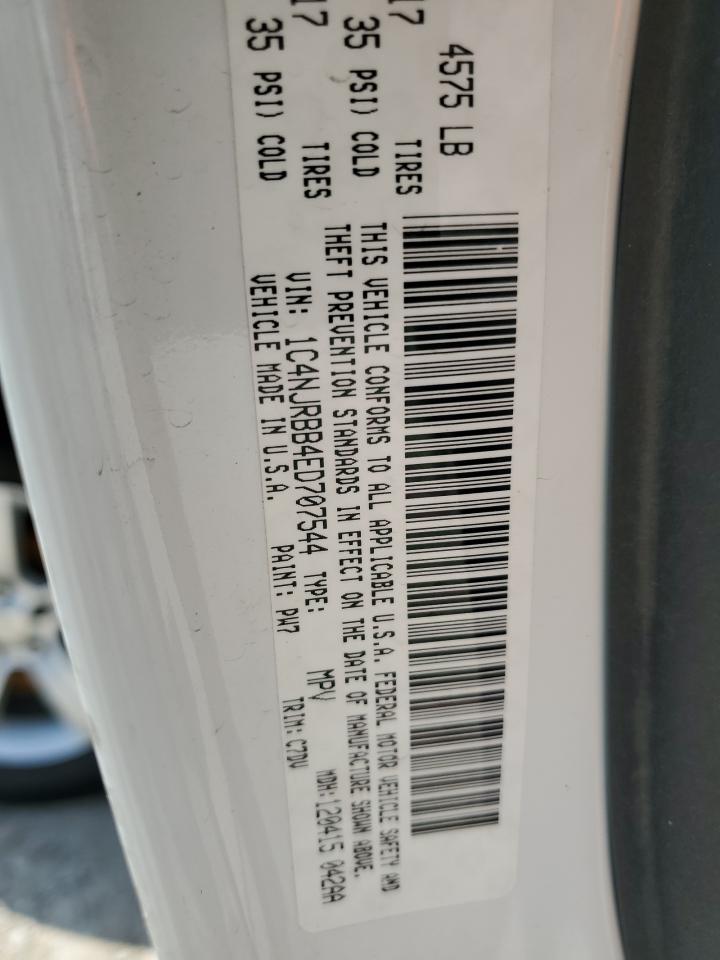 4575 LB
17 TIRES
35 PSI) COLD
17 TIRES
35 PSI) COLD
THIS VEHICLE CONFORMS TO ALL APPLICABLE U.S.A. FEDERAL MOTOR VEHICLE SAFETY AND
THEFT PREVENTION STANDARDS IN EFFECT ON THE DATE OF MANUFACTURE SHOWN ABOVE.
VIN: 1C4NJRBB4ED707544 TYPE: MPV MDH:120415 042AA
VEHICLE MADE IN U.S.A. PAINT: PW7 TRIM:C7DV